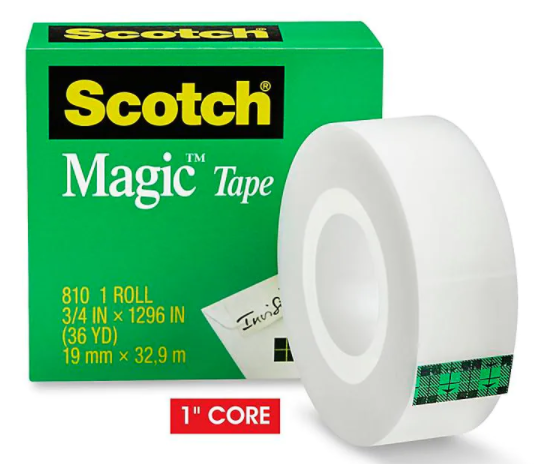 Scotch
Scotch®
Magic™ Tape
810 1 ROLL
3/4 IN × 1296 IN
(36 YD)
19 mm × 32,9 m
1" CORE